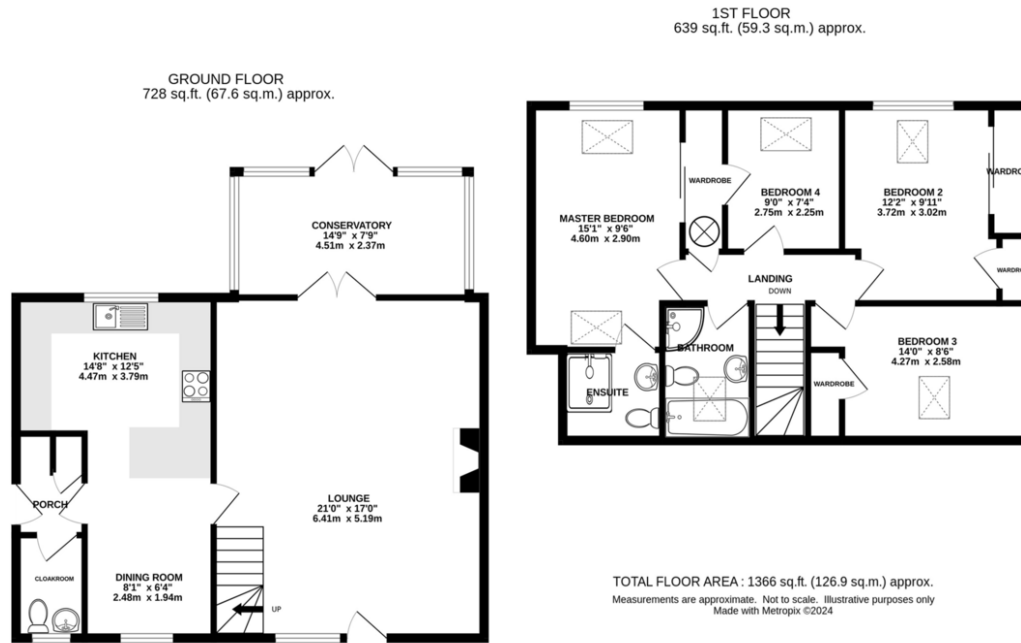 GROUND FLOOR
728 sq.ft. (67.6 sq.m.) approx.
1ST FLOOR
639 sq.ft. (59.3 sq.m.) approx.
CONSERVATORY
14'9" x 7'9"
4.51m x 2.37m
KITCHEN
14'8" x 12'5"
4.47m x 3.79m
PORCH
LOUNGE
21'0" x 17'0"
6.41m x 5.19m
CLOAKROOM
DINING ROOM
8'1" x 6'4"
2.48m x 1.94m
UP
MASTER BEDROOM
15'1" x 9'6"
4.60m x 2.90m
WARDROBE
BEDROOM 4
9'0" x 7'4"
2.75m x 2.25m
BEDROOM 2
12'2" x 9'11"
3.72m x 3.02m
WARDRO
WARDRO
LANDING
DOWN
BATHROOM
ENSUITE
WARDROBE
BEDROOM 3
14'0" x 8'6"
4.27m x 2.58m
TOTAL FLOOR AREA : 1366 sq.ft. (126.9 sq.m.) approx.
Measurements are approximate. Not to scale. Illustrative purposes only
Made with Metropix ©2024